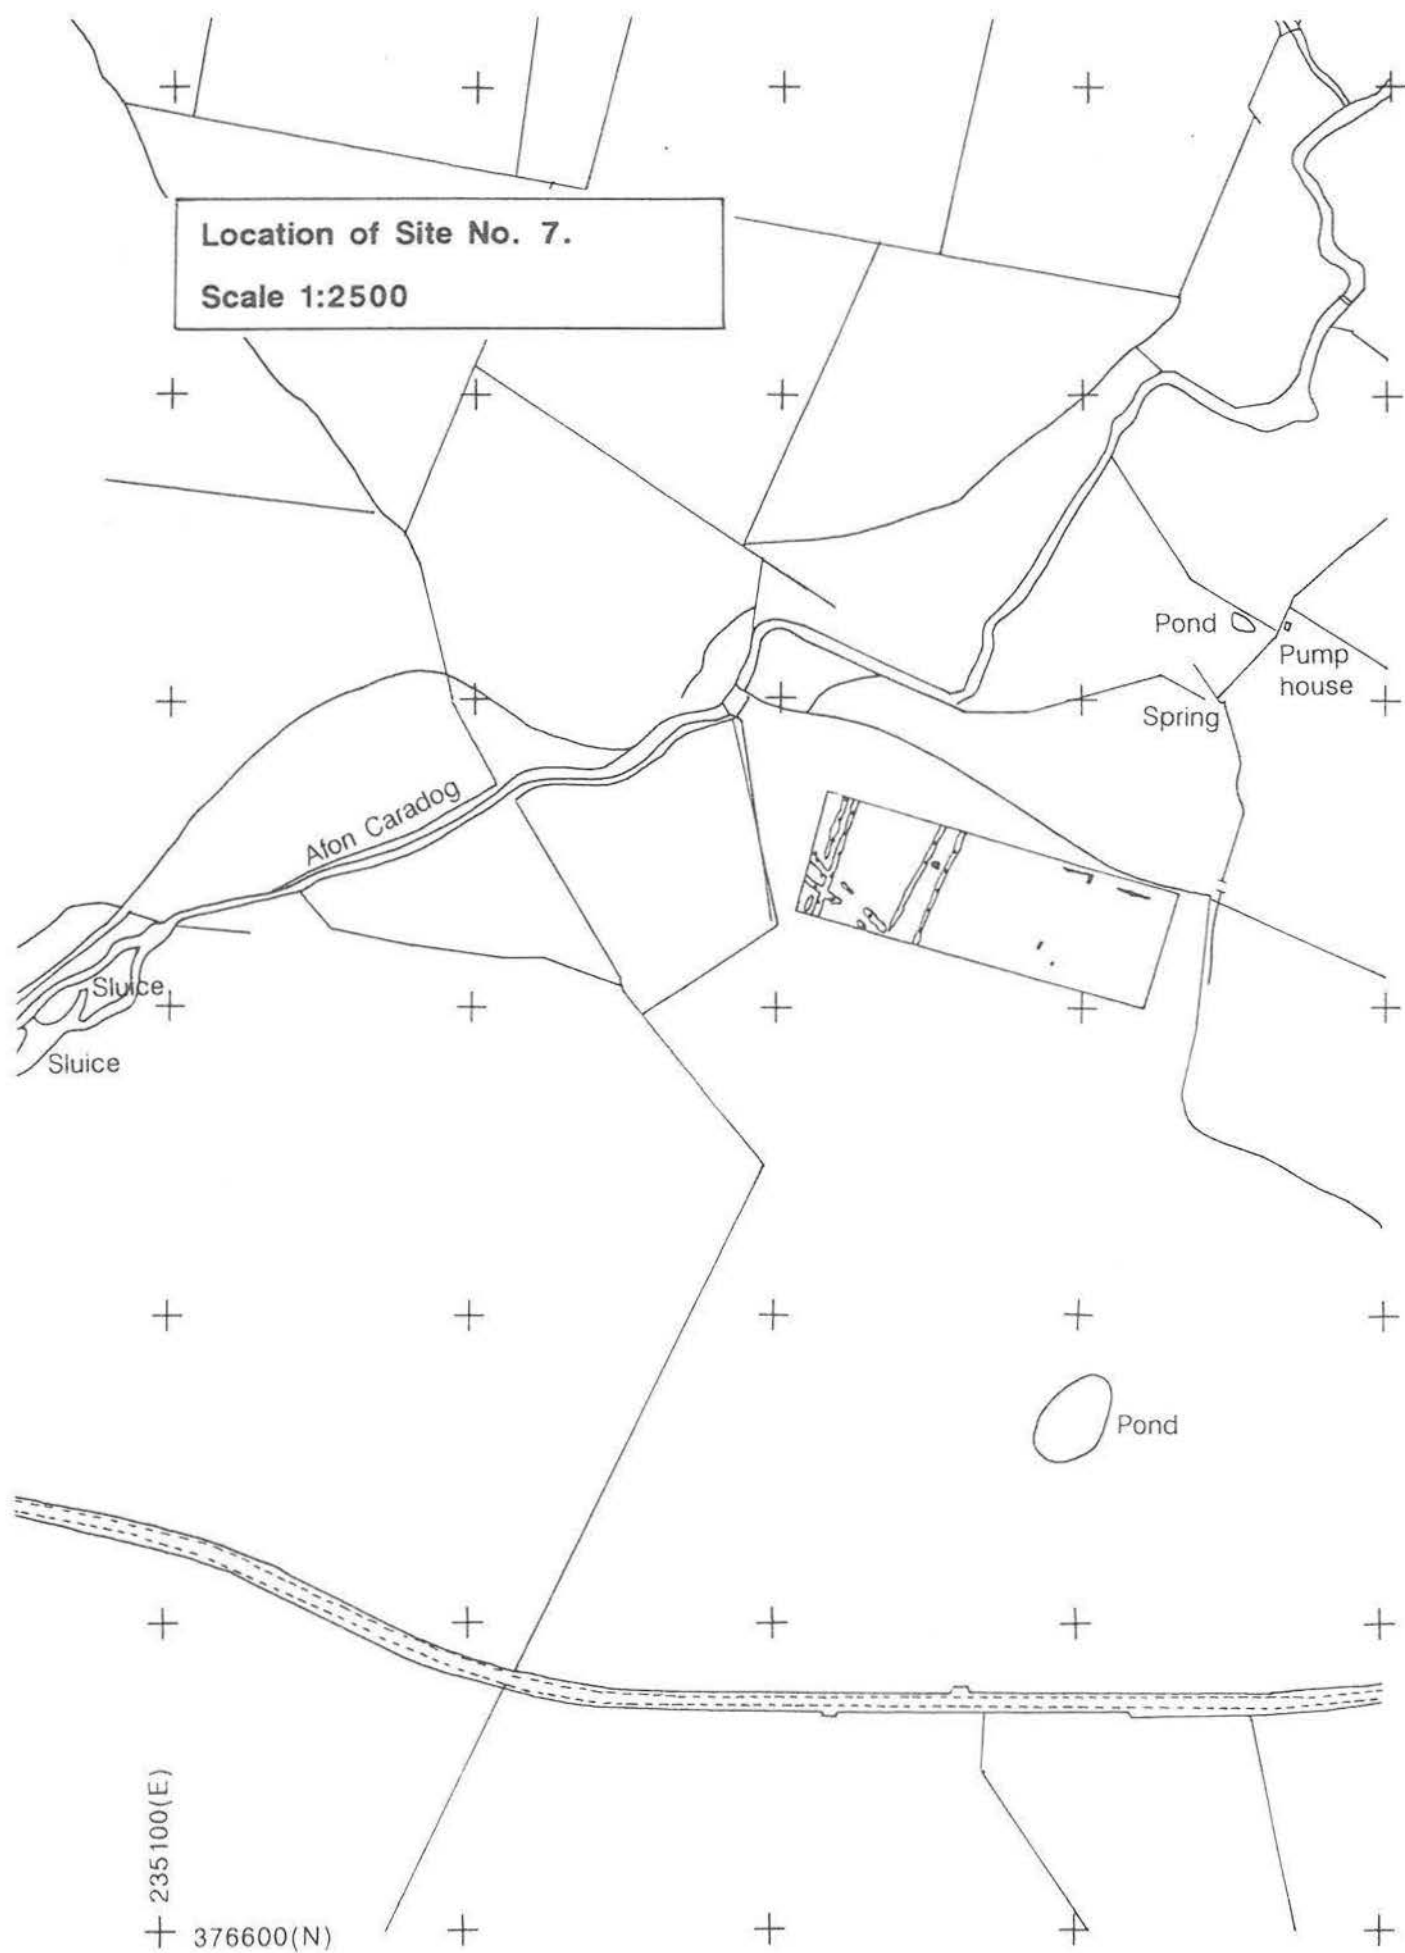 Location of Site No. 7.
Scale 1:2500
Pond
Pump
house
Spring
Afon Caradog
Sluice
Sluice
Pond
235100(E)
376600(N)